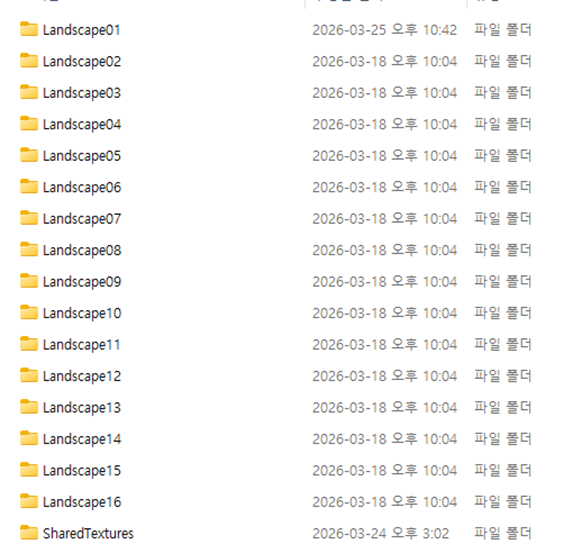 Landscape01 2026-03-25 오후 10:42 파일 폴더
Landscape02 2026-03-18 오후 10:04 파일 폴더
Landscape03 2026-03-18 오후 10:04 파일 폴더
Landscape04 2026-03-18 오후 10:04 파일 폴더
Landscape05 2026-03-18 오후 10:04 파일 폴더
Landscape06 2026-03-18 오후 10:04 파일 폴더
Landscape07 2026-03-18 오후 10:04 파일 폴더
Landscape08 2026-03-18 오후 10:04 파일 폴더
Landscape09 2026-03-18 오후 10:04 파일 폴더
Landscape10 2026-03-18 오후 10:04 파일 폴더
Landscape11 2026-03-18 오후 10:04 파일 폴더
Landscape12 2026-03-18 오후 10:04 파일 폴더
Landscape13 2026-03-18 오후 10:04 파일 폴더
Landscape14 2026-03-18 오후 10:04 파일 폴더
Landscape15 2026-03-18 오후 10:04 파일 폴더
Landscape16 2026-03-18 오후 10:04 파일 폴더
SharedTextures 2026-03-24 오후 3:02 파일 폴더